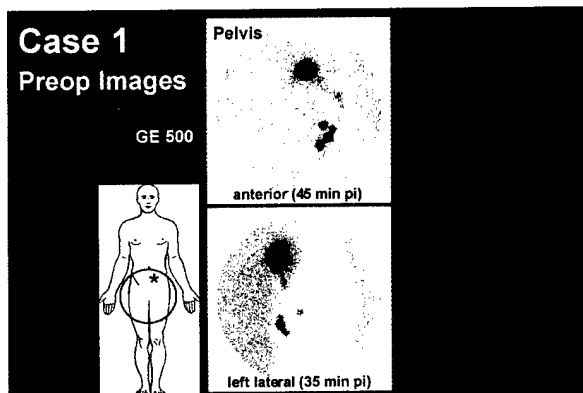 Case 1
Preop Images
GE 500
Pelvis
anterior (45 min pi)
left lateral (35 min pi)